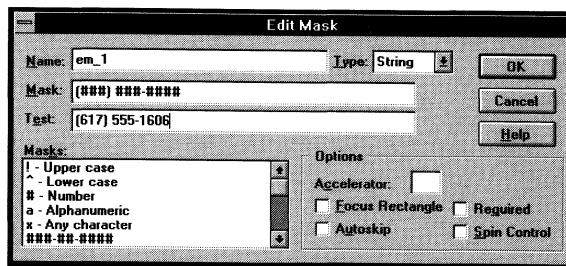 Edit Mask
Name: em_1 Type: String OK
Mask: (###) ###-#### Cancel
Test: (617) 555-1606 Help
Masks:
! - Upper case
^ - Lower case
# - Number
a - Alphanumeric
x - Any character
###-##-####
Options
Accelerator:
Focus Rectangle Required
Autoskip Spin Control